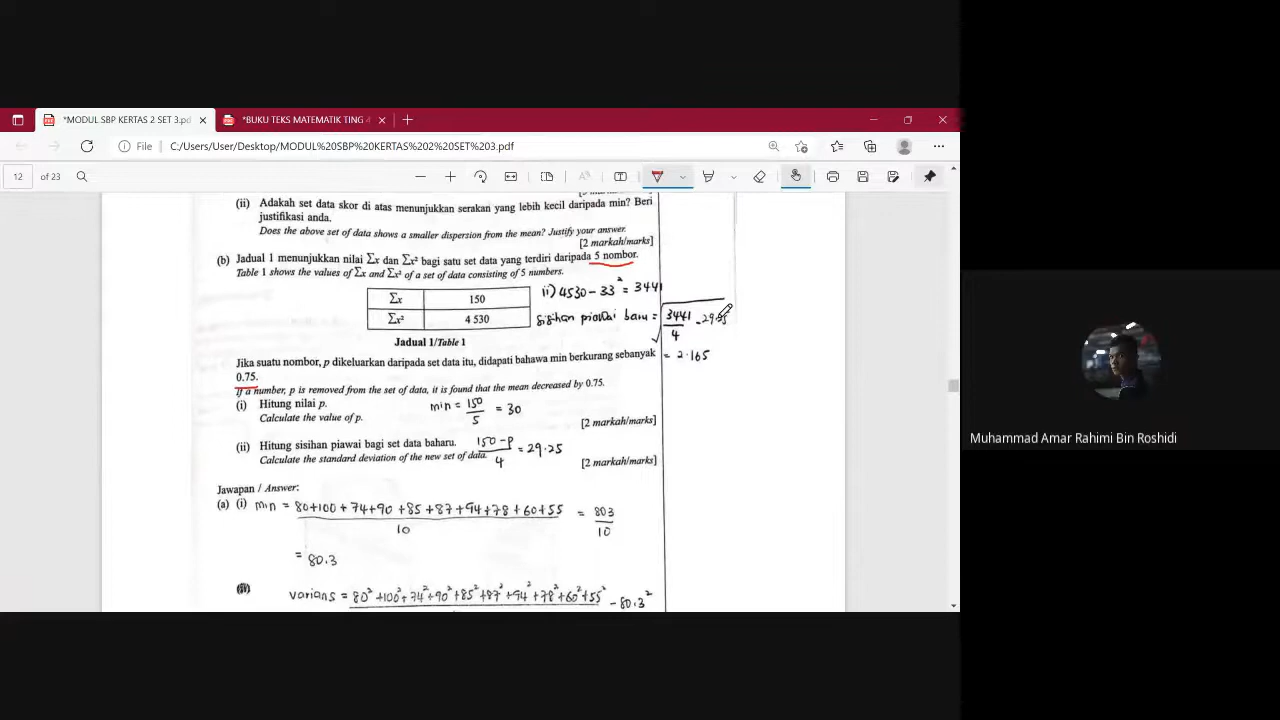 *MODUL SBP KERTAS 2 SET 3.pd
*BUKU TEKS MATEMATIK TING 4
File
C:/Users/User/Desktop/MODUL%20SBP%20KERTAS%202%20SET%203.pdf
12 of 23
(ii) Adakah set data skor di atas menunjukkan serakan yang lebih kecil daripada min? Beri
justifikasi anda.
Does the above set of data shows a smaller dispersion from the mean? Justify your answer.
[2 markah/marks]
(b) Jadual 1 menunjukkan nilai Σx dan Σx² bagi satu set data yang terdiri daripada 5 nombor.
Table 1 shows the values of Σx and Σx² of a set of data consisting of 5 numbers.
Σx 150
Σx² 4 530
Jadual 1/Table 1
ii) 4530 - 33² = 3441
sisihan piawai baru = √3441/4 - 29.25²
= 2.165
Jika suatu nombor, p dikeluarkan daripada set data itu, didapati bahawa min berkurang sebanyak
0.75.
If a number, p is removed from the set of data, it is found that the mean decreased by 0.75.
(i) Hitung nilai p.
Calculate the value of p.
min = 150/5 = 30
[2 markah/marks]
(ii) Hitung sisihan piawai bagi set data baharu.
Calculate the standard deviation of the new set of data.
150-p/4 = 29.25
[2 markah/marks]
Jawapan / Answer:
(a) (i) min = 80+100+74+90+85+87+94+78+60+55/10 = 803/10
= 80.3
varians = 80²+100²+74²+90²+85²+87²+94²+78²+60²+55² - 80.3²
Muhammad Amar Rahimi Bin Roshidi